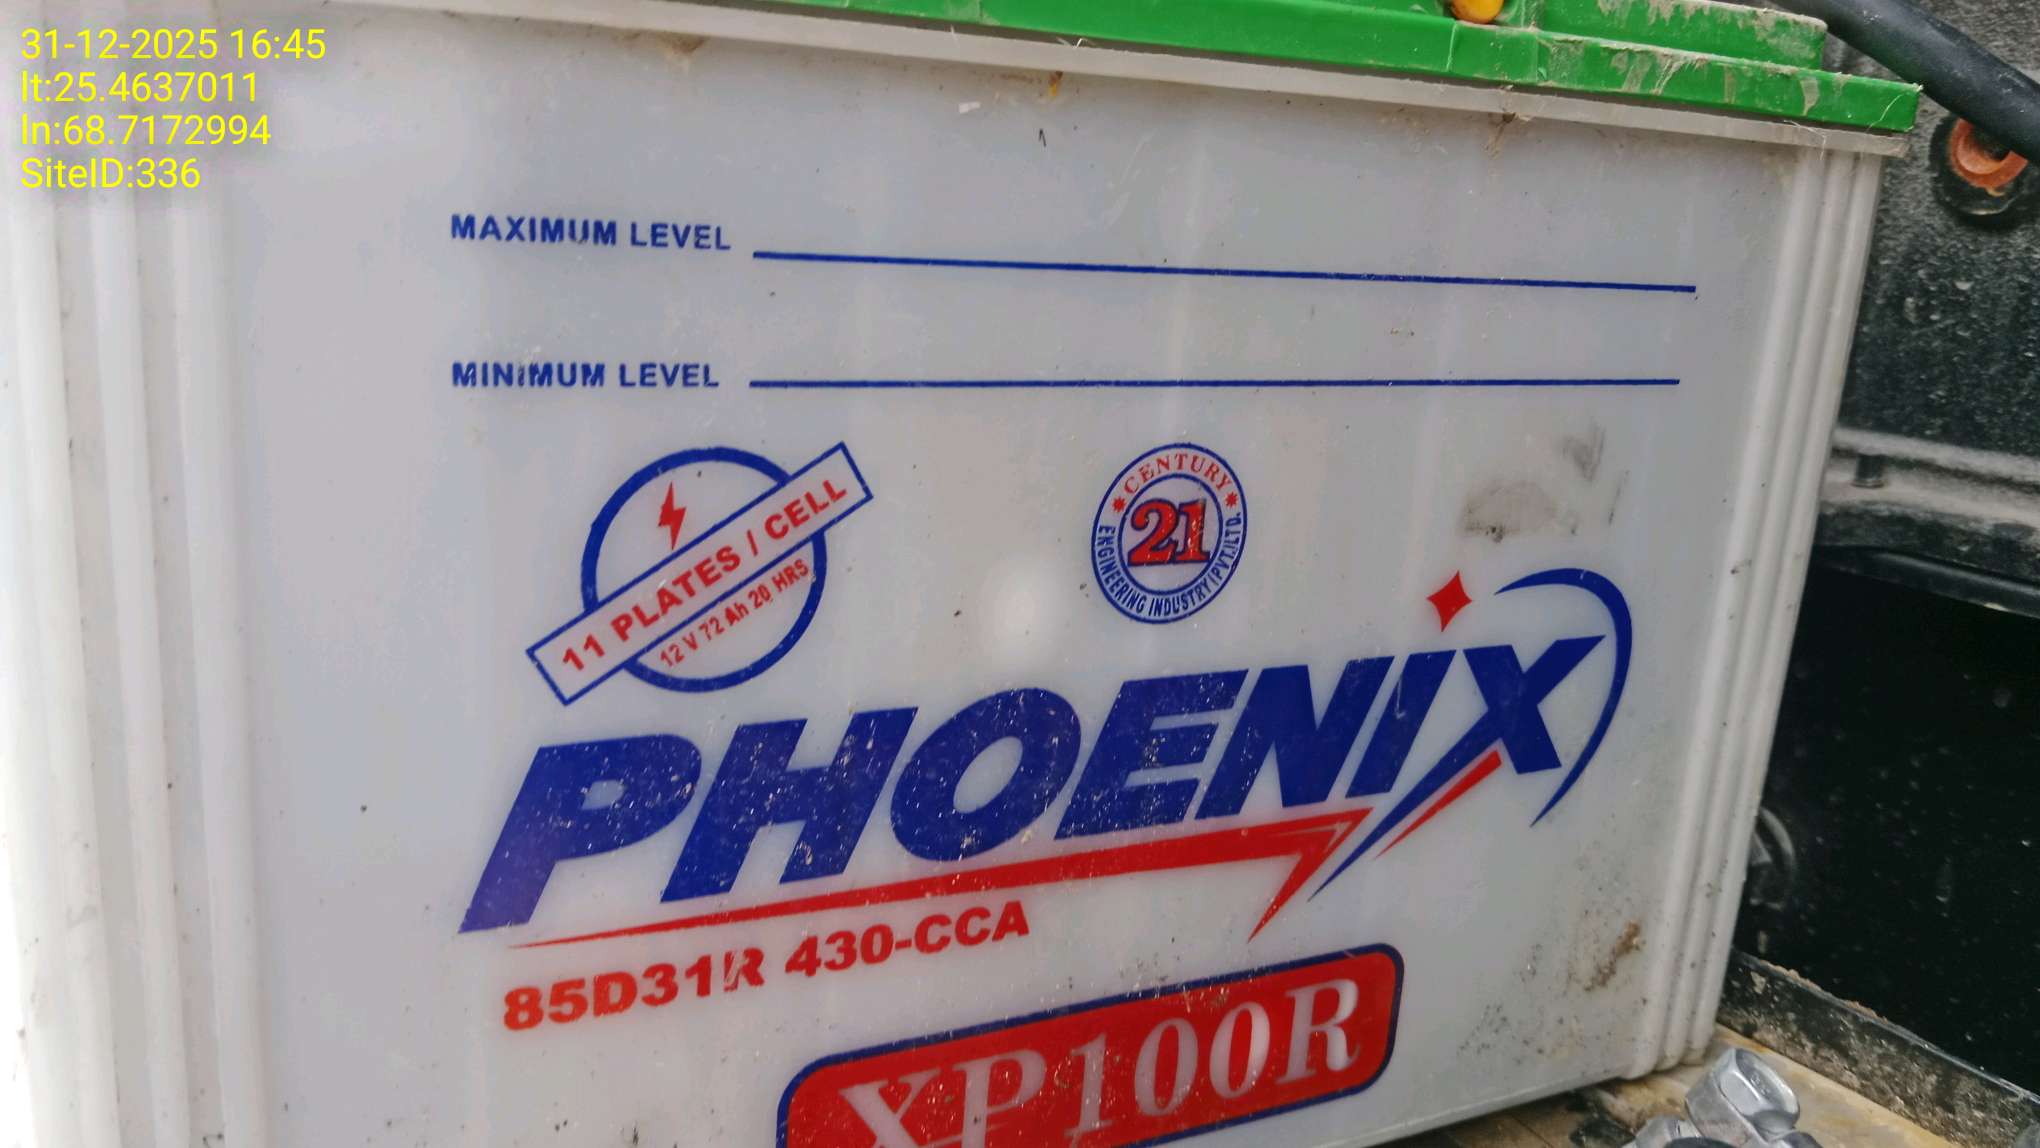 31-12-2025 16:45
lt:25.4637011
ln:68.7172994
SiteID:336
MAXIMUM LEVEL
MINIMUM LEVEL
11 PLATES / CELL
12 V 72 Ah 20 HRS
CENTURY
21
ENGINEERING INDUSTRY (PVT.)LTD.
PHOENIX
85D31R 430-CCA
XP100R